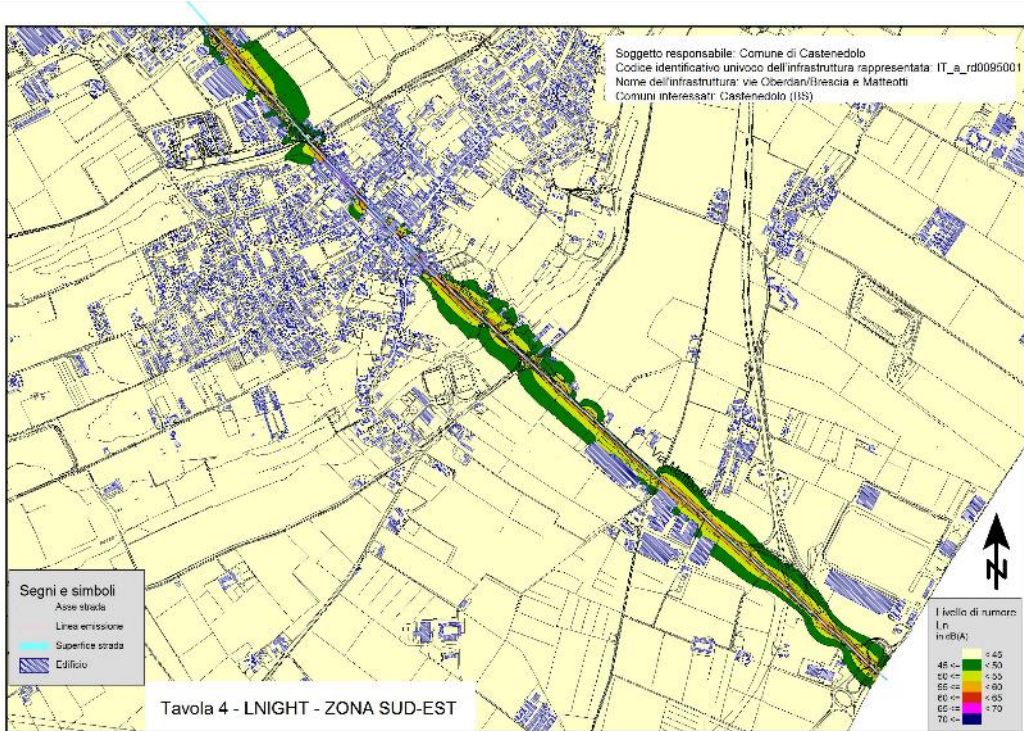 Soggetto responsabile: Comune di Castenedolo
Codice identificativo univoco dell'infrastruttura rappresentata: IT_a_rd0095001
Nome dell'infrastruttura: vie Oberdan/Brescia e Matteotti
Comuni interessati: Castenedolo (BS)
N
Segni e simboli
Asse strada
Linea emissione
Superfice strada
Edificio
Tavola 4 - LNIGHT - ZONA SUD-EST
Livello di rumore
Ln
in dB(A)
< 45
45 <= < 50
50 <= < 55
55 <= < 60
60 <= < 65
65 <= < 70
70 <=